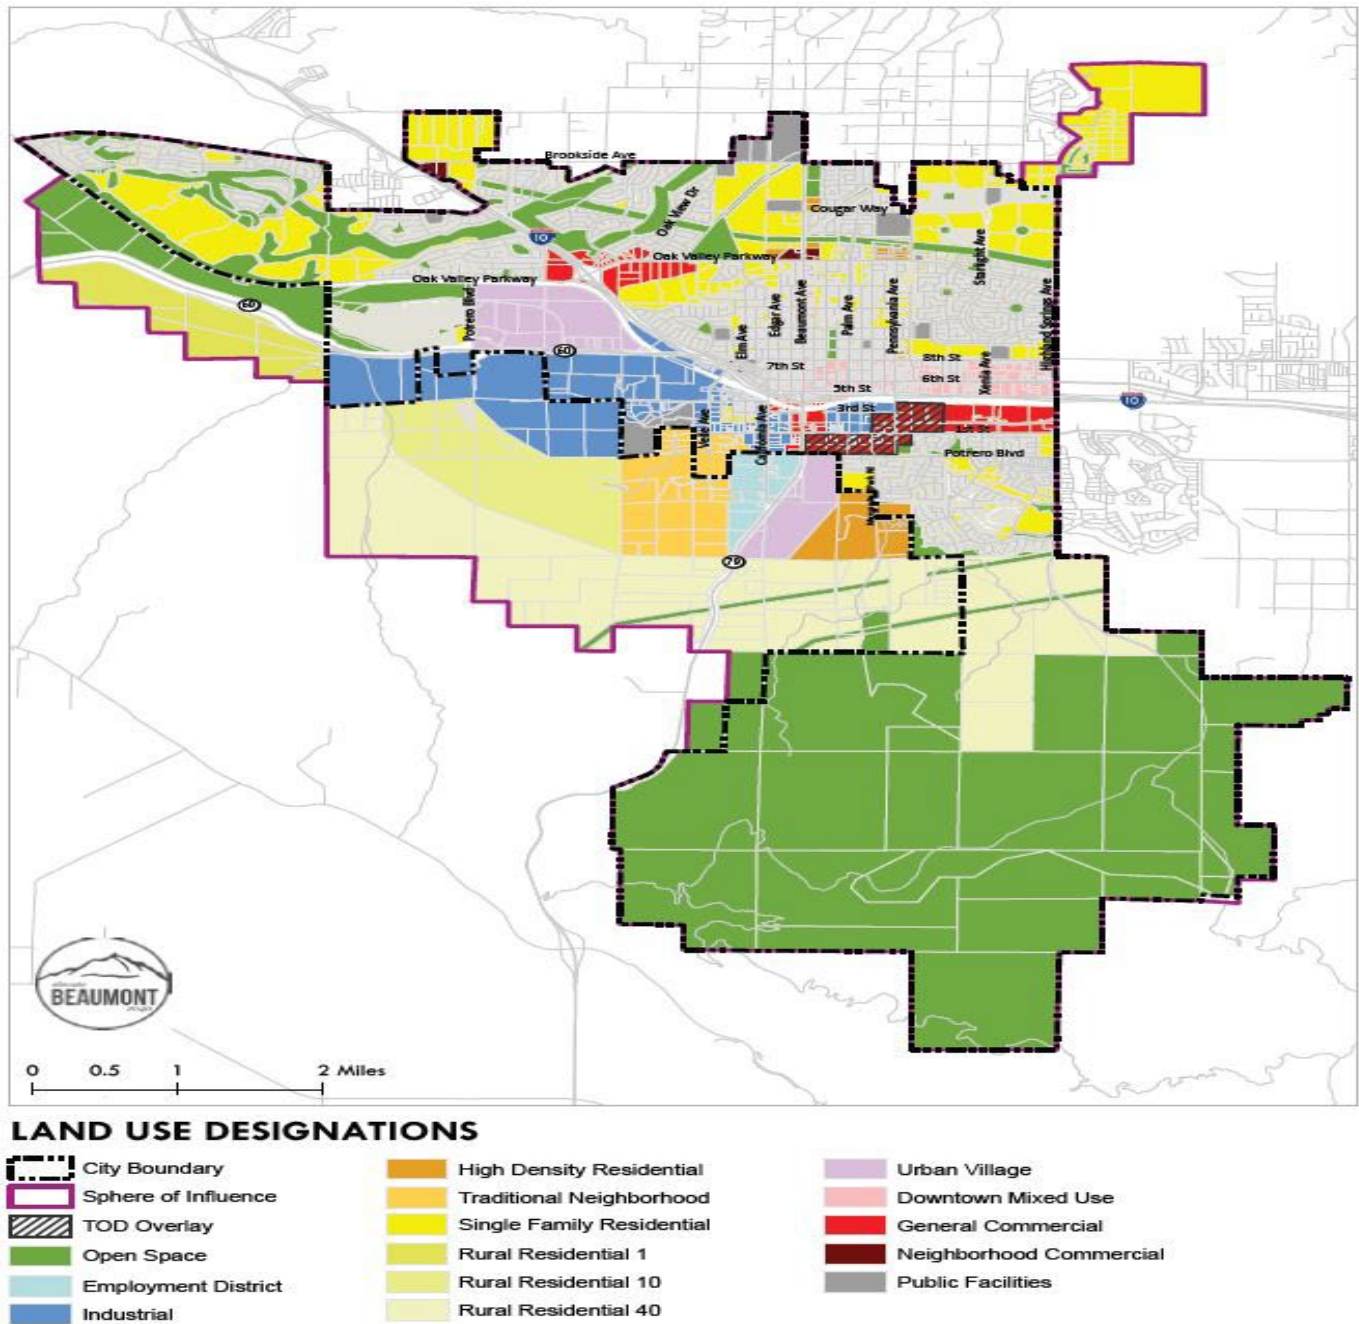 Brookside Ave
Oak View Dr
Cougar Way
10
Oak Valley Parkway
Oak Valley Parkway
Starlight Ave
60
Potrero Blvd
Highland Springs Ave
Edgar Ave
Beaumont Ave
Palm Ave
Pennsylvania Ave
Elm Ave
60
8th St
7th St
6th St
Xenia Ave
5th St
10
3rd St
Veile Ave
California Ave
1st St
Potrero Blvd
79
BEAUMONT
0 0.5 1 2 Miles
LAND USE DESIGNATIONS
City Boundary
Sphere of Influence
TOD Overlay
Open Space
Employment District
Industrial
High Density Residential
Traditional Neighborhood
Single Family Residential
Rural Residential 1
Rural Residential 10
Rural Residential 40
Urban Village
Downtown Mixed Use
General Commercial
Neighborhood Commercial
Public Facilities